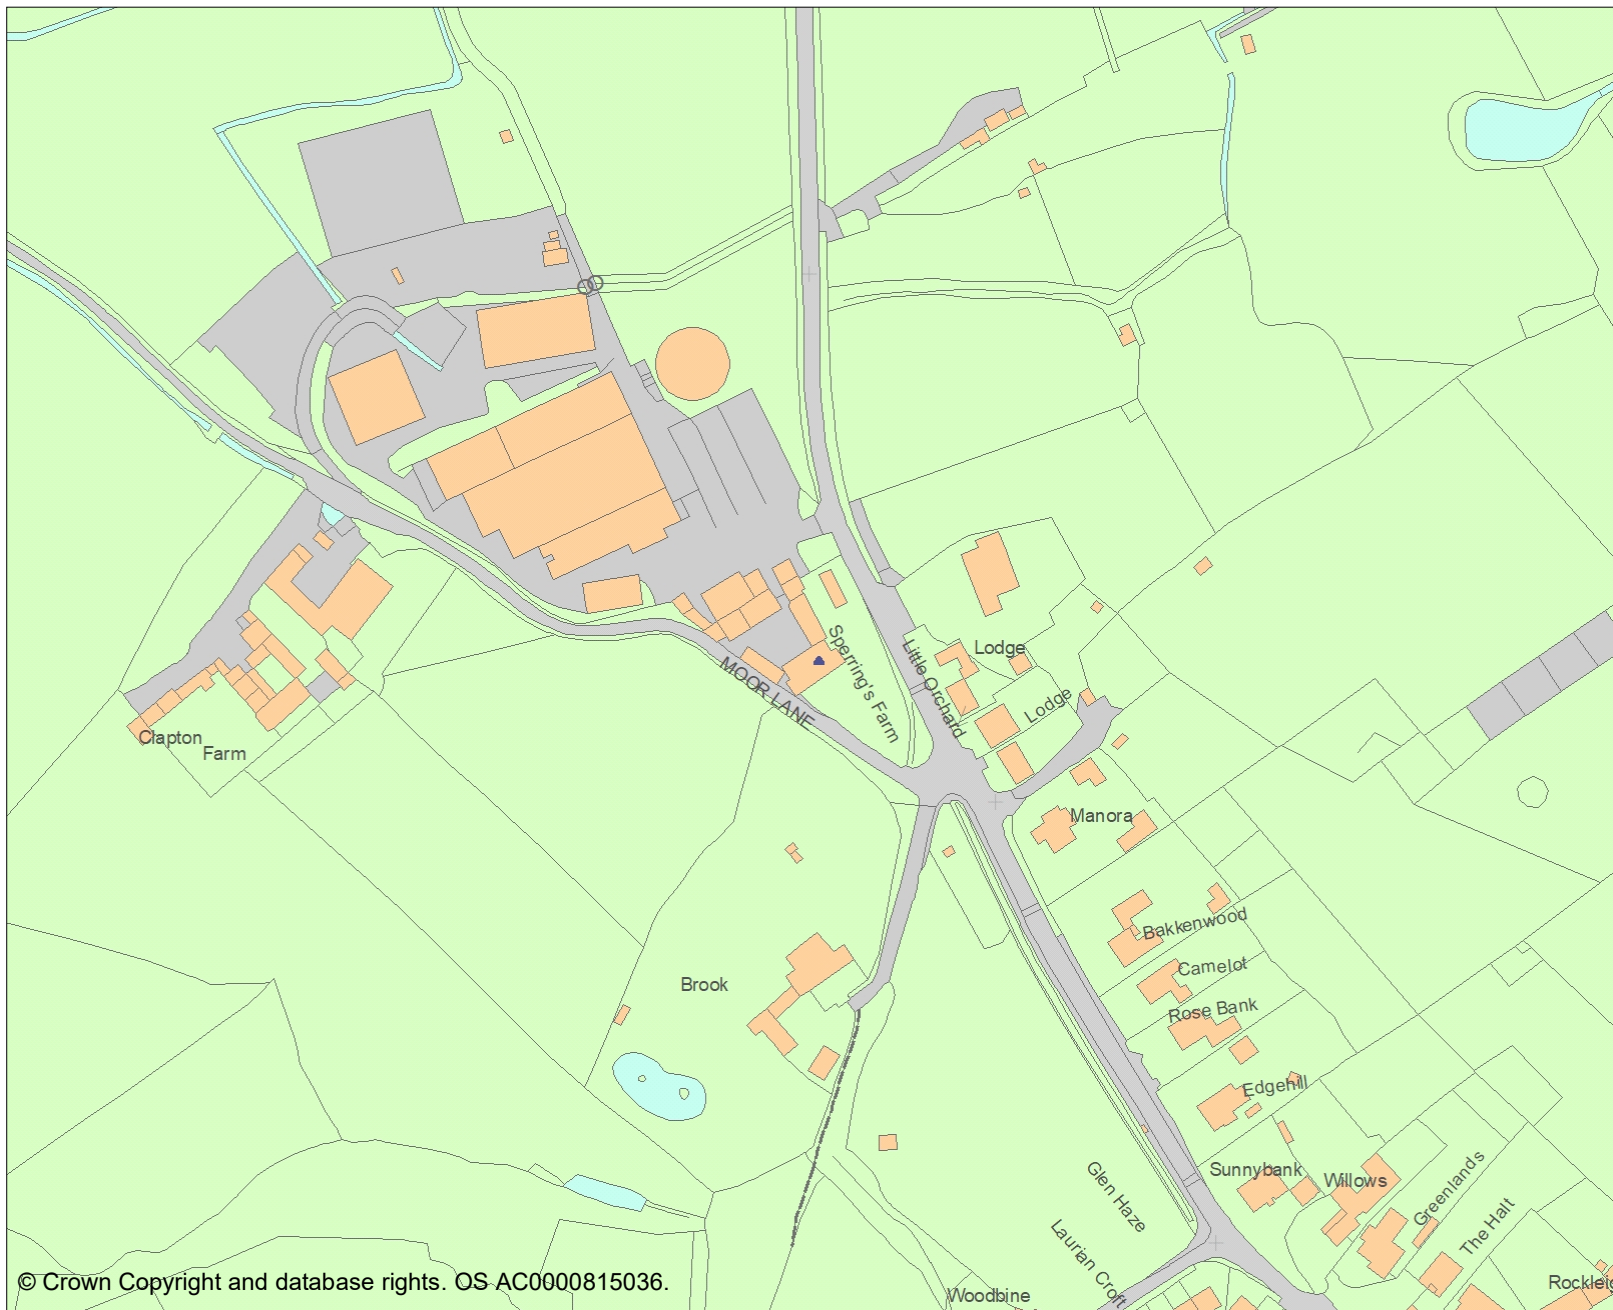 Sperring's Farm
Little Orchard
Lodge
MOOR LANE
Lodge
Clapton
Farm
Manora
Bakkenwood
Camelot
Brook
Rose Bank
Edgehill
Glen Haze
Sunnybank
Willows
Greenlands
The Halt
Laurian Croft
© Crown Copyright and database rights. OS AC0000815036.
Woodbine